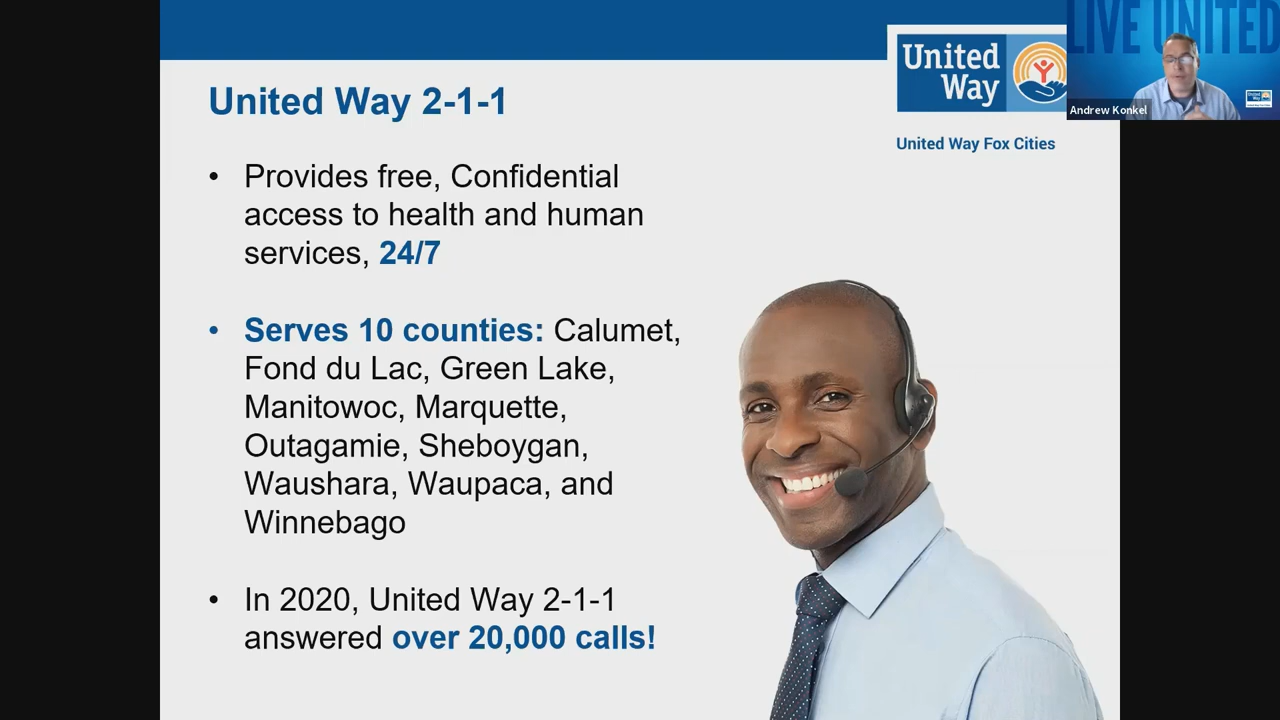 LIVE UNITED
United
Way
Andrew Konkel
United Way 2-1-1
United Way Fox Cities
• Provides free, Confidential
access to health and human
services, 24/7
• Serves 10 counties: Calumet,
Fond du Lac, Green Lake,
Manitowoc, Marquette,
Outagamie, Sheboygan,
Waushara, Waupaca, and
Winnebago
• In 2020, United Way 2-1-1
answered over 20,000 calls!